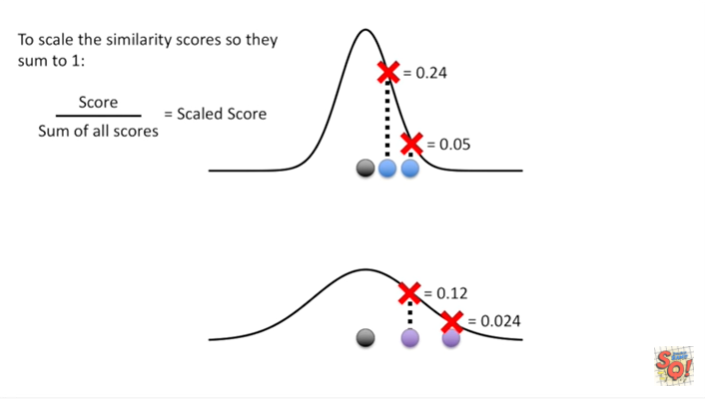 To scale the similarity scores so they
sum to 1:
Score
Sum of all scores
= Scaled Score
= 0.24
= 0.05
= 0.12
= 0.024
SQ!